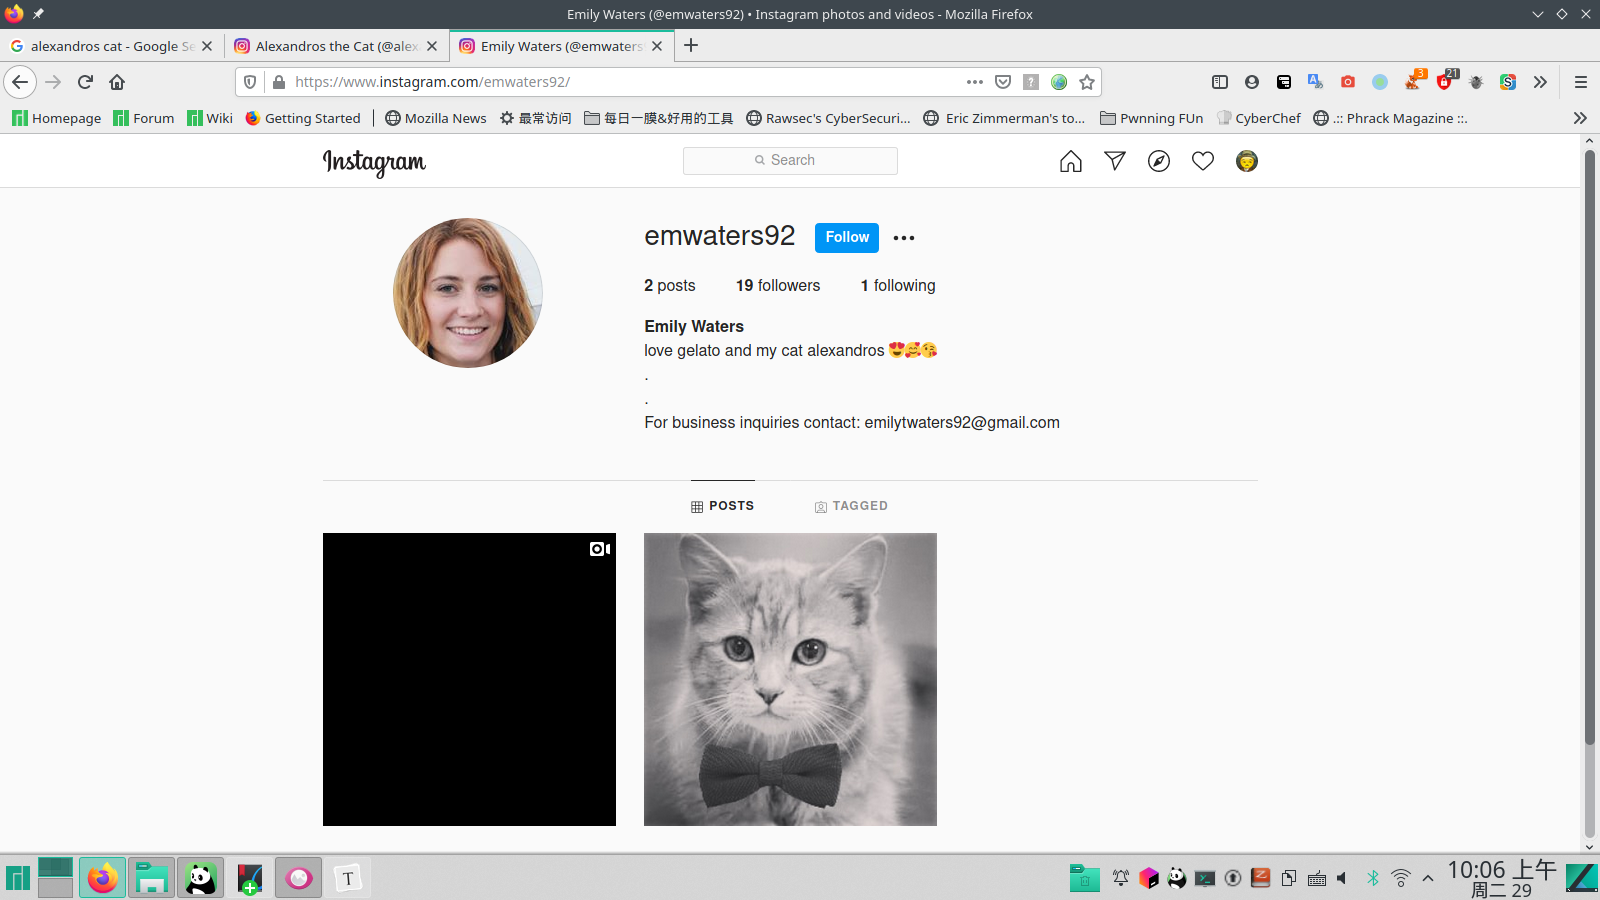 Emily Waters (@emwaters92) • Instagram photos and videos - Mozilla Firefox
alexandros cat - Google Se
Alexandros the Cat (@alex
Emily Waters (@emwaters
https://www.instagram.com/emwaters92/
3
21
Homepage
Forum
Wiki
Getting Started
Mozilla News
最常访问
每日一膜&好用的工具
Rawsec's CyberSecuri...
Eric Zimmerman's to...
Pwnning FUn
CyberChef
.:: Phrack Magazine ::.
Instagram
Search
emwaters92
Follow
2 posts
19 followers
1 following
Emily Waters
love gelato and my cat alexandros 😍🥰😘
.
.
For business inquiries contact: emilytwaters92@gmail.com
POSTS
TAGGED
T
10:06 上午
周二 29